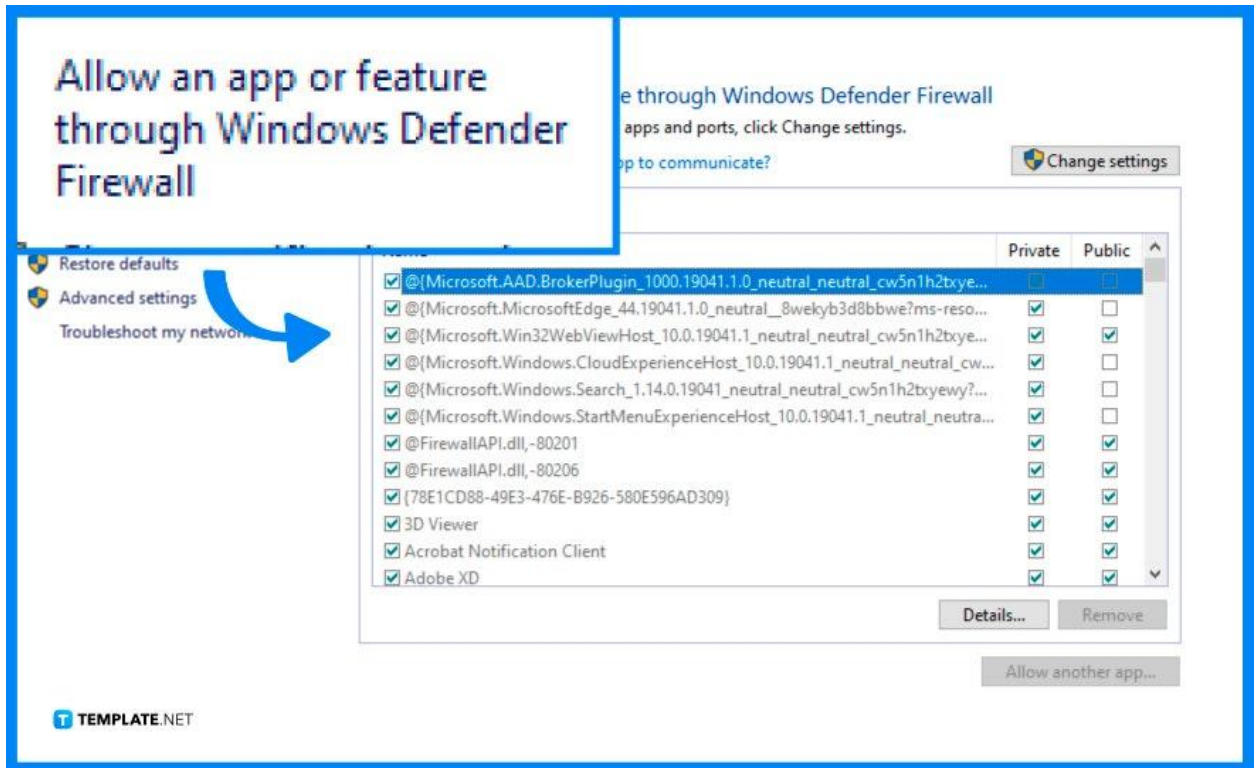 Allow an app or feature
through Windows Defender
Firewall
e through Windows Defender Firewall
apps and ports, click Change settings.
to communicate?
Change settings
Restore defaults
Advanced settings
Troubleshoot my
Private Public
@{Microsoft.AAD.BrokerPlugin_1000.19041.1.0_neutral_neutral_cw5n1h2txye...
@{Microsoft.MicrosoftEdge_44.19041.1.0_neutral__8wekyb3d8bbwe?ms-reso...
@{Microsoft.Win32WebViewHost_10.0.19041.1_neutral_neutral_cw5n1h2txye...
@{Microsoft.Windows.CloudExperienceHost_10.0.19041.1_neutral_neutral_cw...
@{Microsoft.Windows.Search_1.14.0.19041_neutral_neutral_cw5n1h2txyewy?...
@{Microsoft.Windows.StartMenuExperienceHost_10.0.19041.1_neutral_neutra...
@FirewallAPI.dll,-80201
@FirewallAPI.dll,-80206
{78E1CD88-49E3-476E-B926-580E596AD309}
3D Viewer
Acrobat Notification Client
Adobe XD
Details... Remove
Allow another app...
TEMPLATE.NET